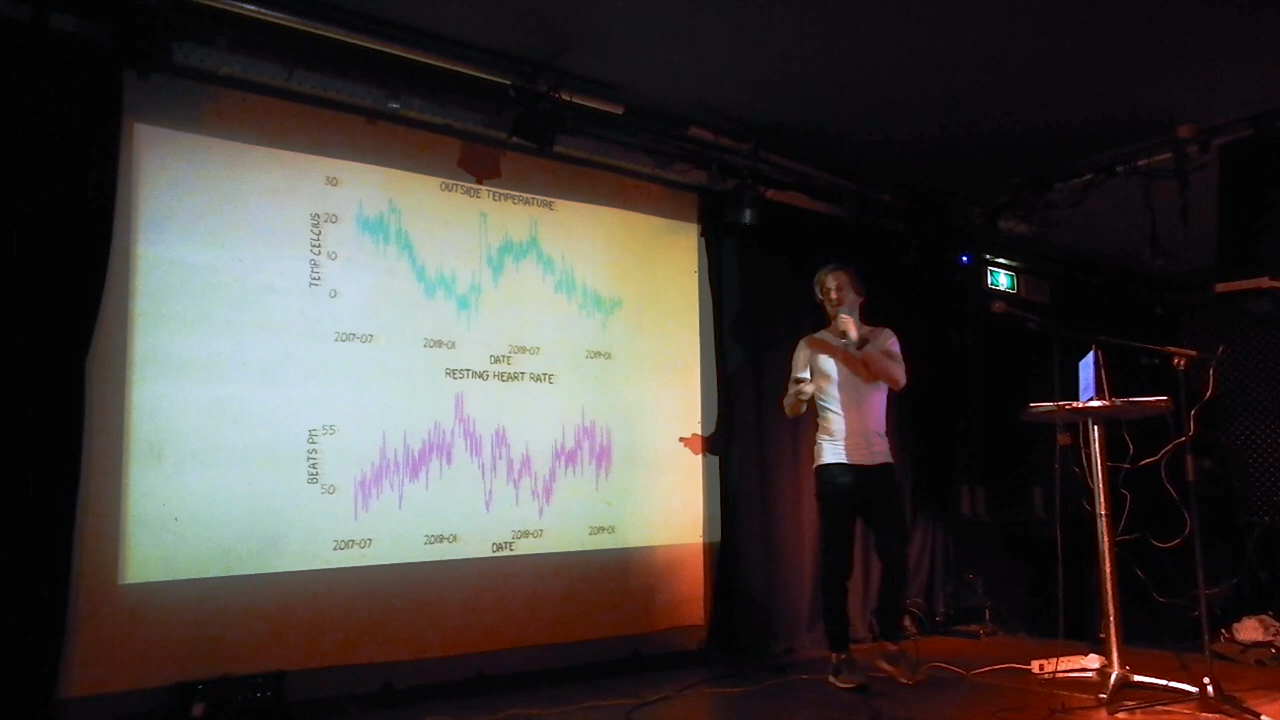 OUTSIDE TEMPERATURE:
30
20
10
0
TEMP CELCIUS
2017-07 2018-01 2018-07 2019-01
DATE:
RESTING HEART RATE:
55
50
BEATS PM
2017-07 2018-01 2018-07 2019-01
DATE: